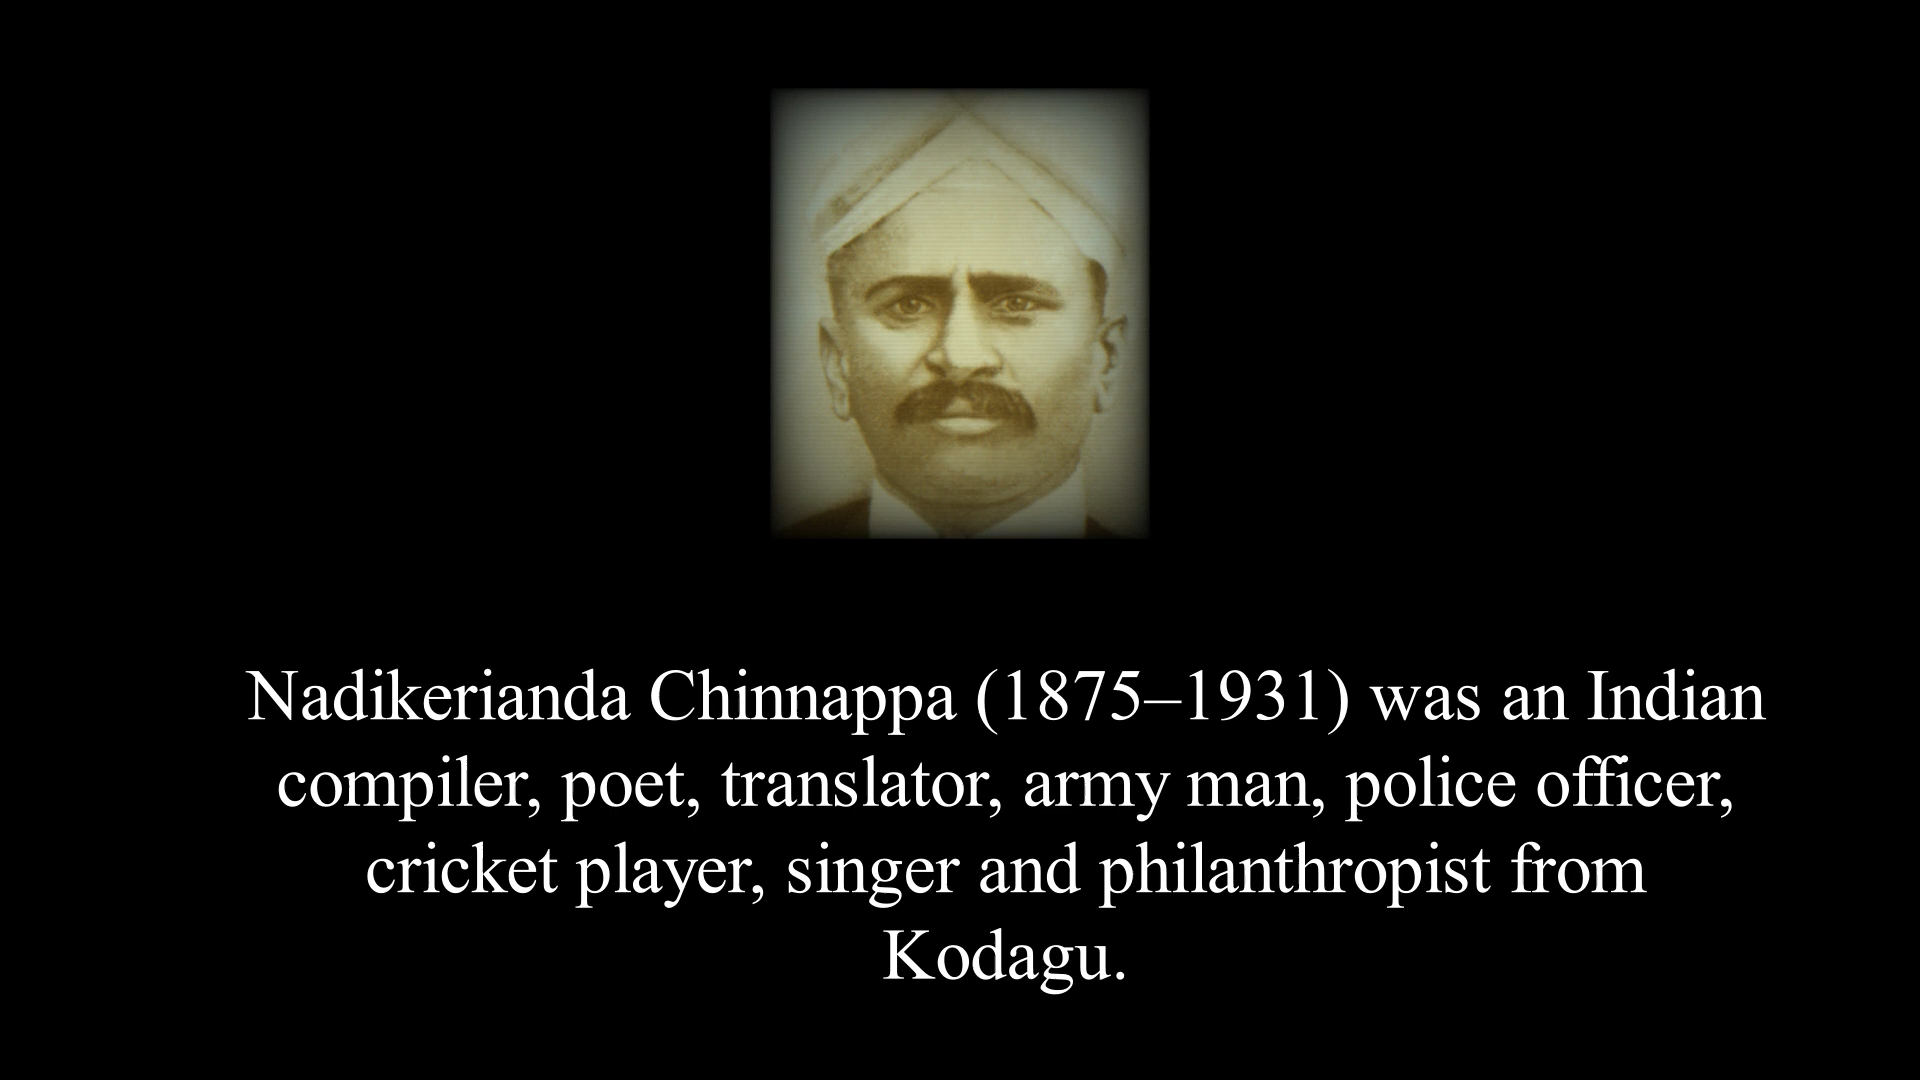 Nadikerianda Chinnappa (1875–1931) was an Indian
compiler, poet, translator, army man, police officer,
cricket player, singer and philanthropist from
Kodagu.